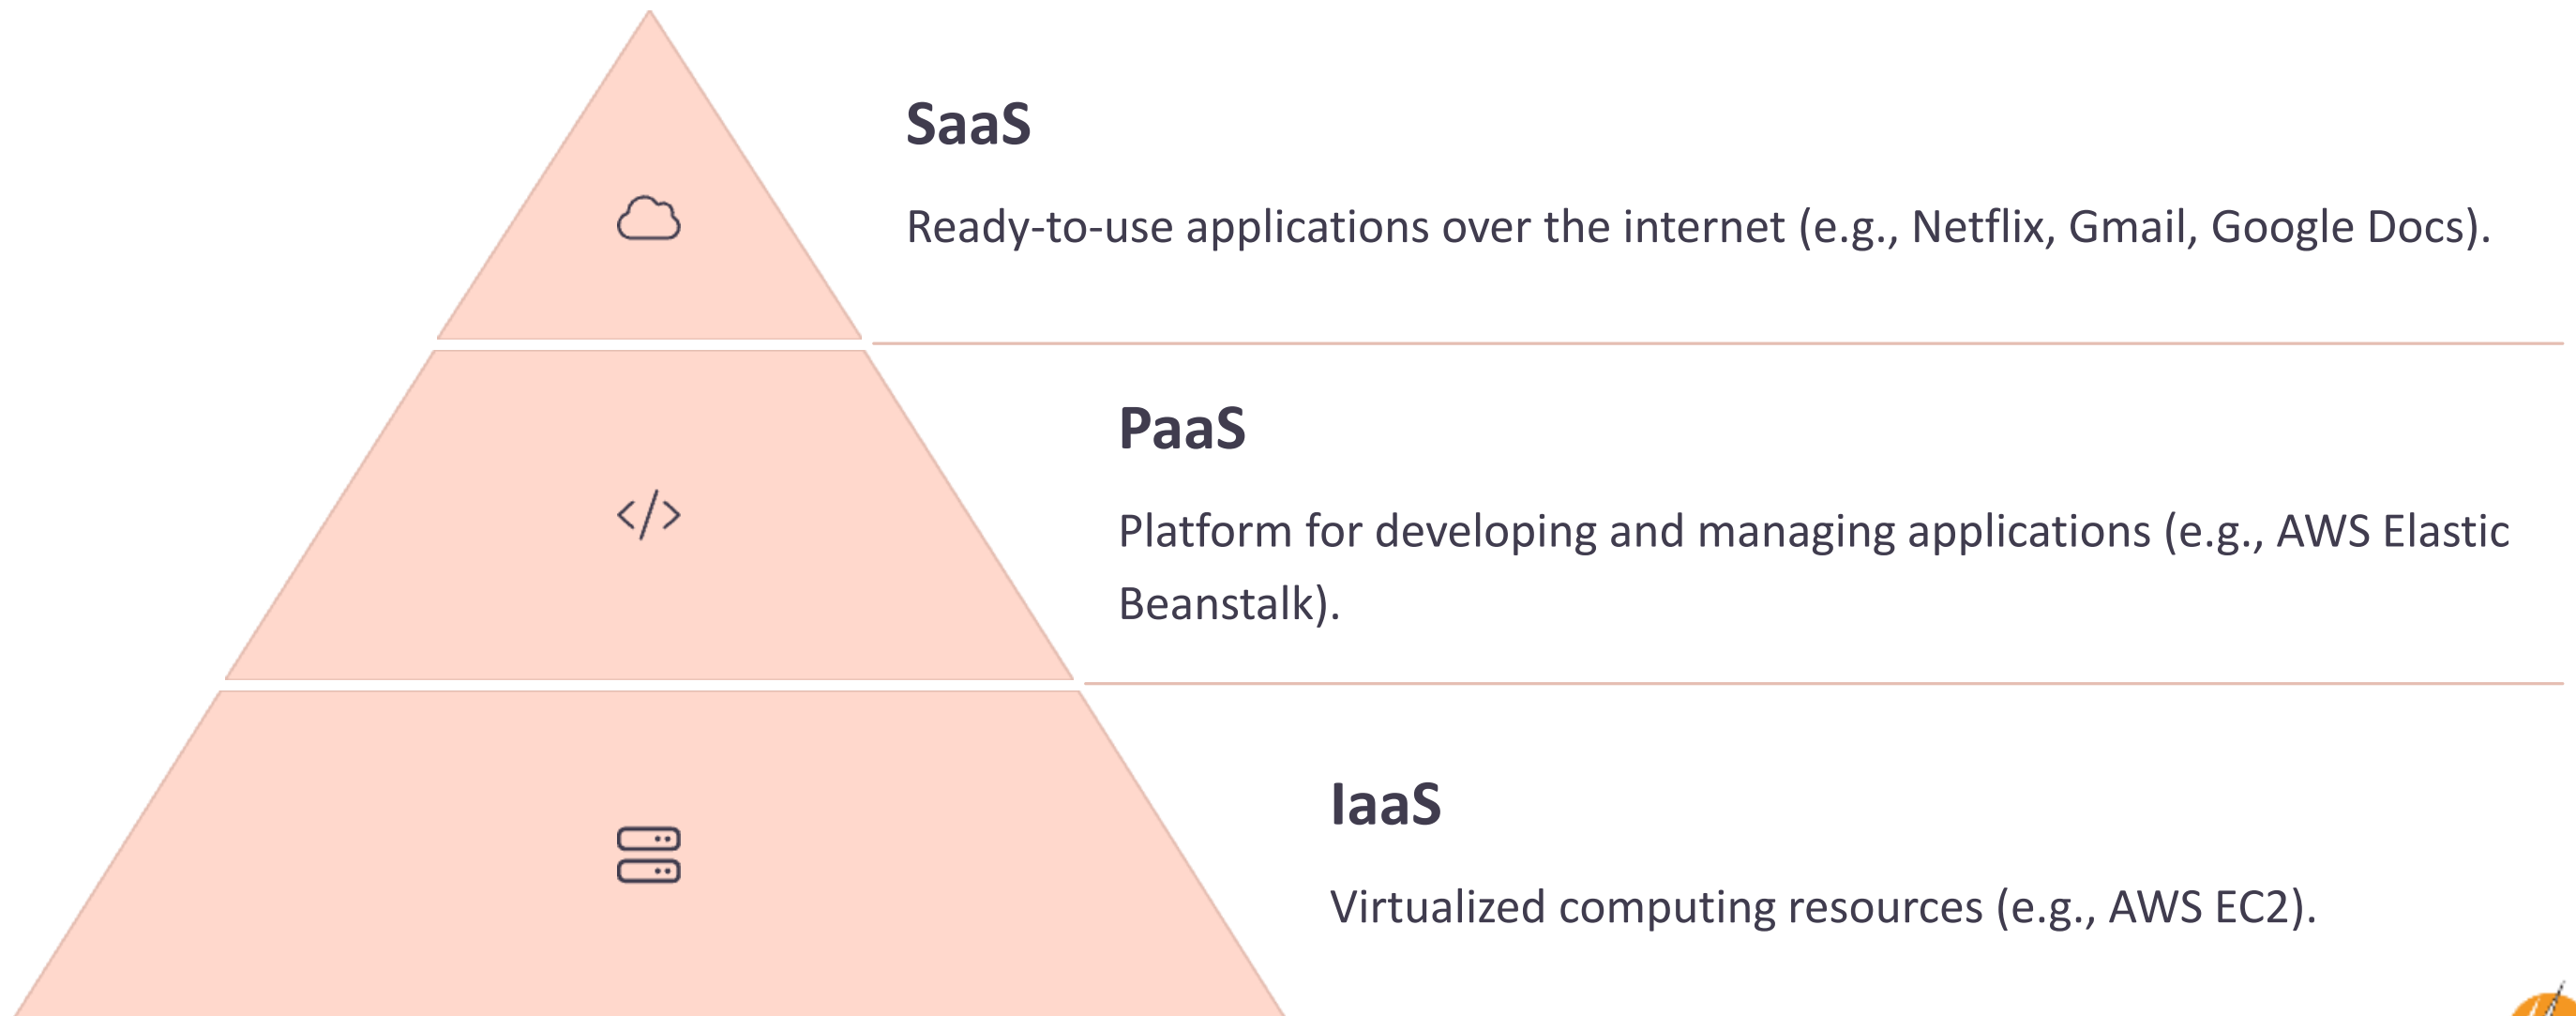 SaaS
Ready-to-use applications over the internet (e.g., Netflix, Gmail, Google Docs).
PaaS
Platform for developing and managing applications (e.g., AWS Elastic
Beanstalk).
IaaS
Virtualized computing resources (e.g., AWS EC2).